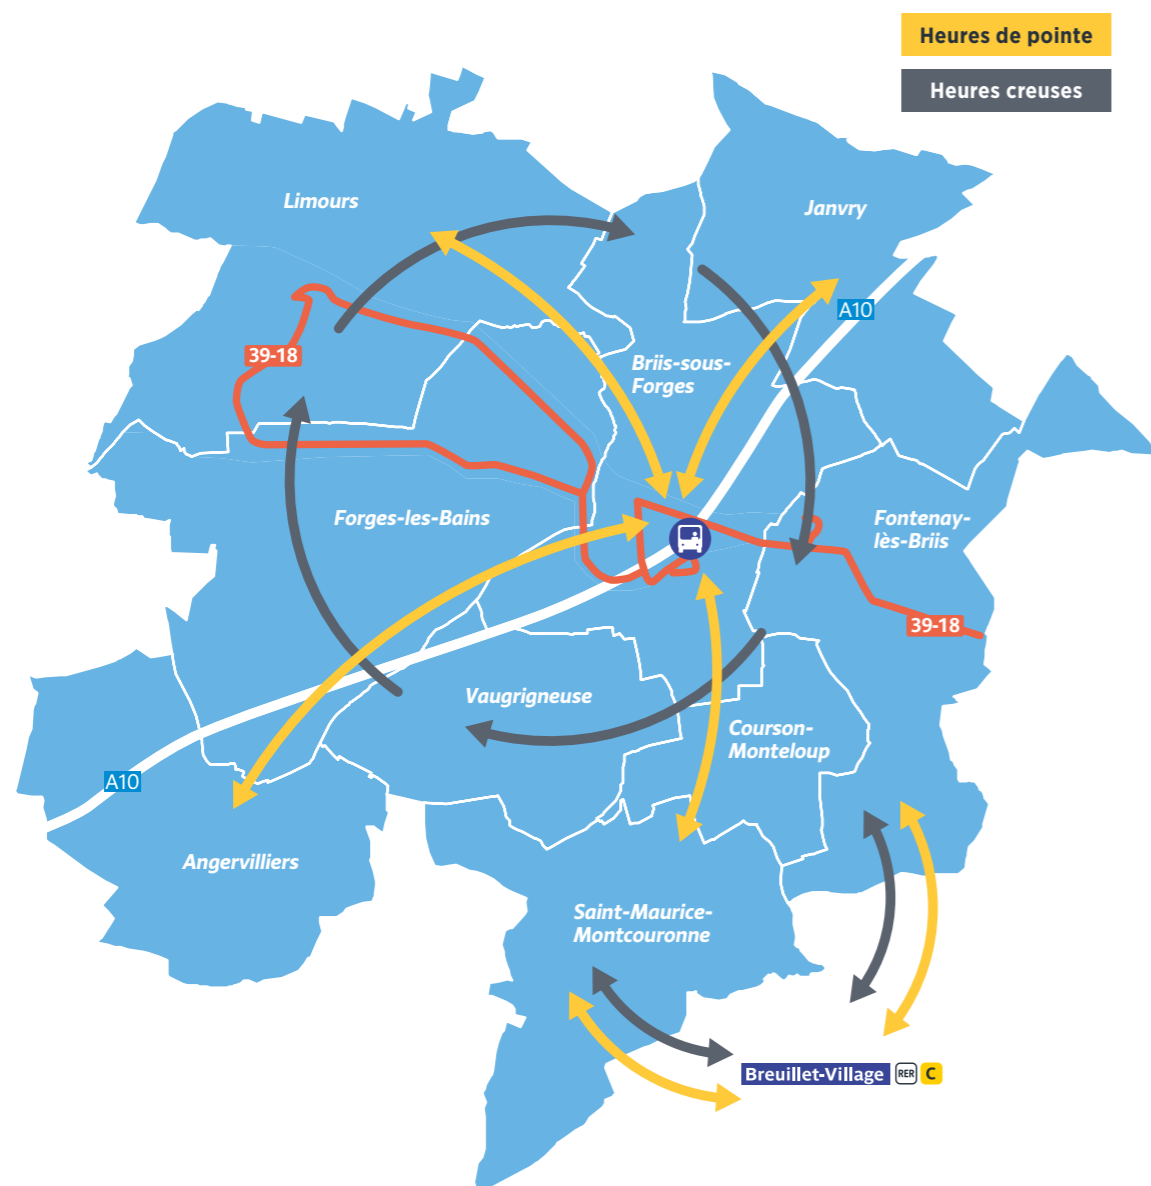 Heures de pointe
Heures creuses
Limours
Janvry
A10
39-18
Briis-sous-
Forges
Forges-les-Bains
Fontenay-
lès-Briis
39-18
Vaugrigneuse
Courson-
Monteloup
A10
Angervilliers
Saint-Maurice-
Montcouronne
Breuillet-Village RER C